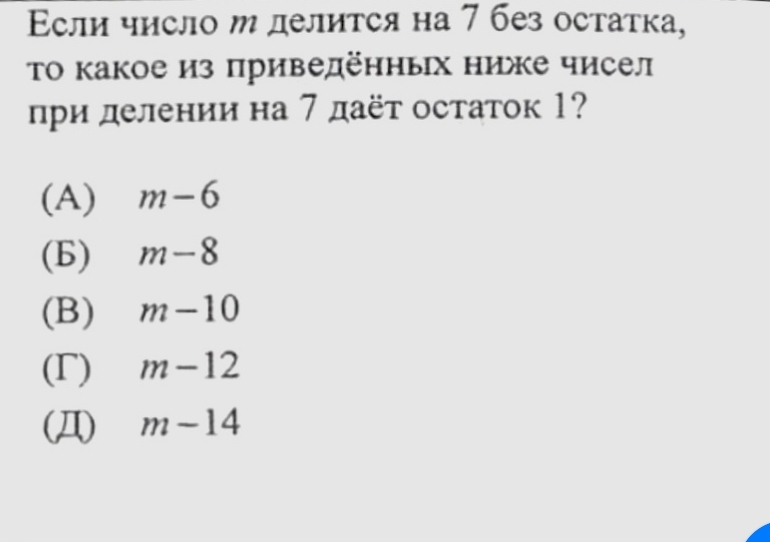 Если число m делится на 7 без остатка,
то какое из приведённых ниже чисел
при делении на 7 даёт остаток 1?
(А) m−6
(Б) m−8
(В) m−10
(Г) m−12
(Д) m−14